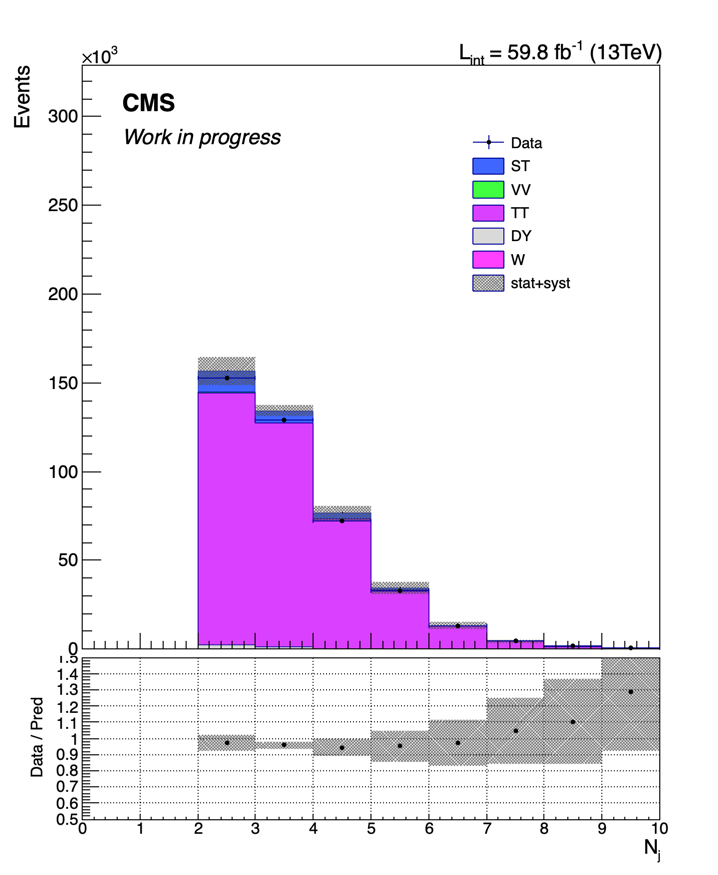 ×10³
L_int = 59.8 fb⁻¹ (13TeV)
Events
CMS
Work in progress
Data
ST
VV
TT
DY
W
stat+syst
300
250
200
150
100
50
0
Data / Pred
1.5
1.4
1.3
1.2
1.1
1
0.9
0.8
0.7
0.6
0.5
0 1 2 3 4 5 6 7 8 9 10
N_j